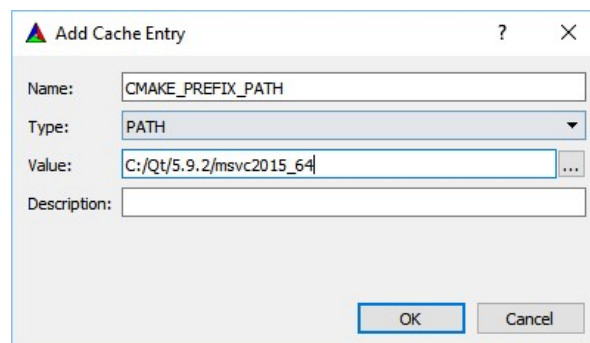 Add Cache Entry ? ×
Name: CMAKE_PREFIX_PATH
Type: PATH
Value: C:/Qt/5.9.2/msvc2015_64 ...
Description:
OK Cancel